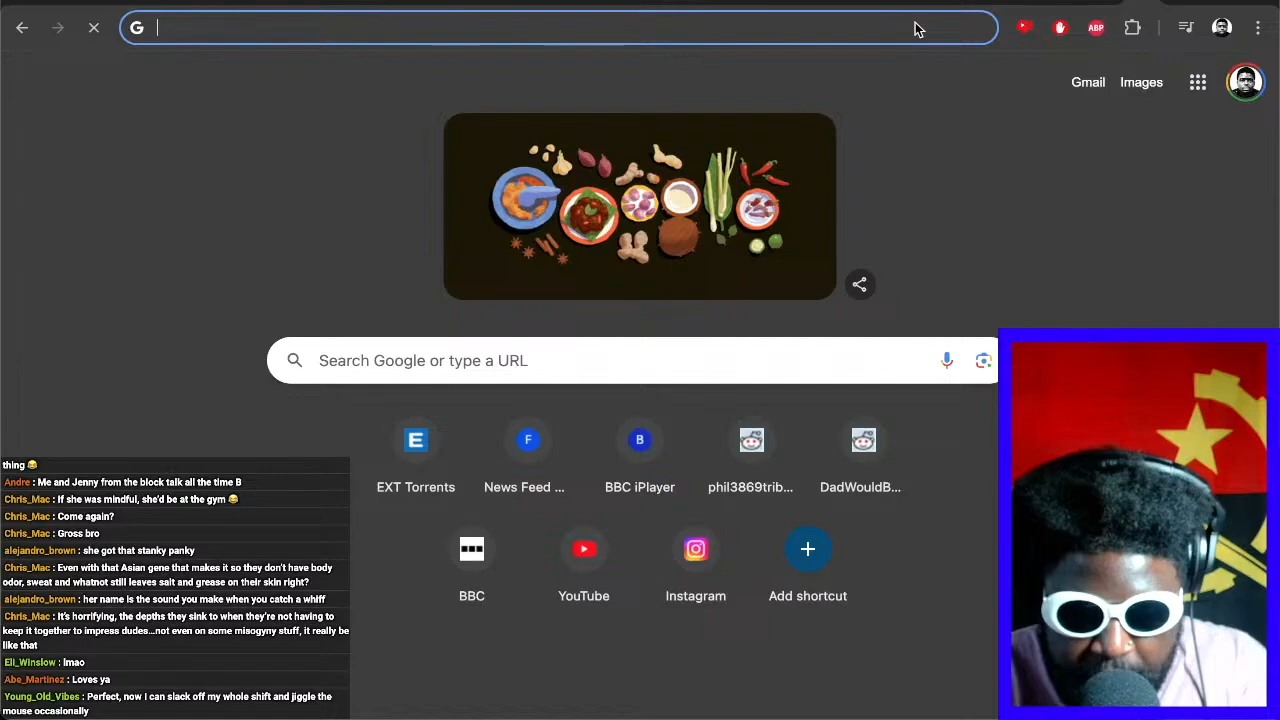 G
ABP
Gmail Images
Search Google or type a URL
E F B
EXT Torrents News Feed ... BBC iPlayer phil3869trib... DadWouldB...
BBC YouTube Instagram Add shortcut
thing 😂
Andre : Me and Jenny from the block talk all the time B
Chris_Mac : If she was mindful, she'd be at the gym 😂
Chris_Mac : Come again?
Chris_Mac : Gross bro
alejandro_brown : she got that stanky panky
Chris_Mac : Even with that Asian gene that makes it so they don't have body
odor, sweat and whatnot still leaves salt and grease on their skin right?
alejandro_brown : her name is the sound you make when you catch a whiff
Chris_Mac : It's horrifying, the depths they sink to when they're not having to
keep it together to impress dudes...not even on some misogyny stuff, it really be
like that
Eli_Winslow : lmao
Abe_Martinez : Loves ya
Young_Old_Vibes : Perfect, now I can slack off my whole shift and jiggle the
mouse occasionally